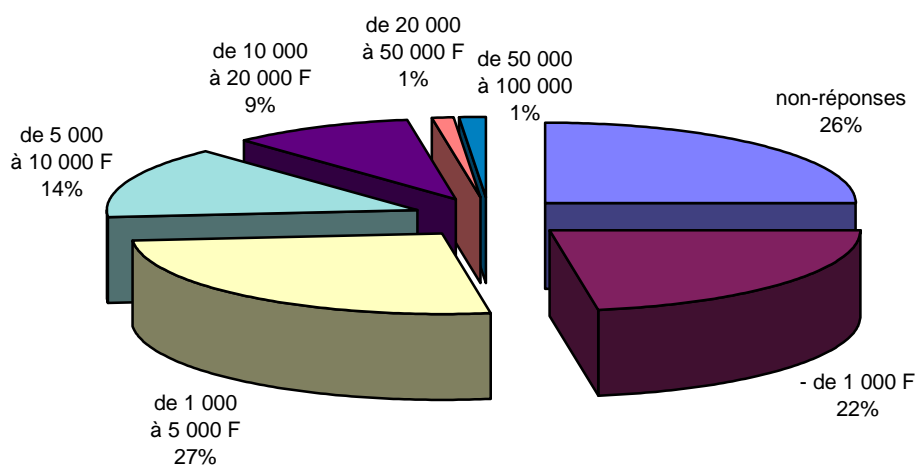 de 20 000
à 50 000 F
1%
de 10 000
à 20 000 F
9%
de 50 000
à 100 000
1%
non-réponses
26%
de 5 000
à 10 000 F
14%
- de 1 000 F
22%
de 1 000
à 5 000 F
27%